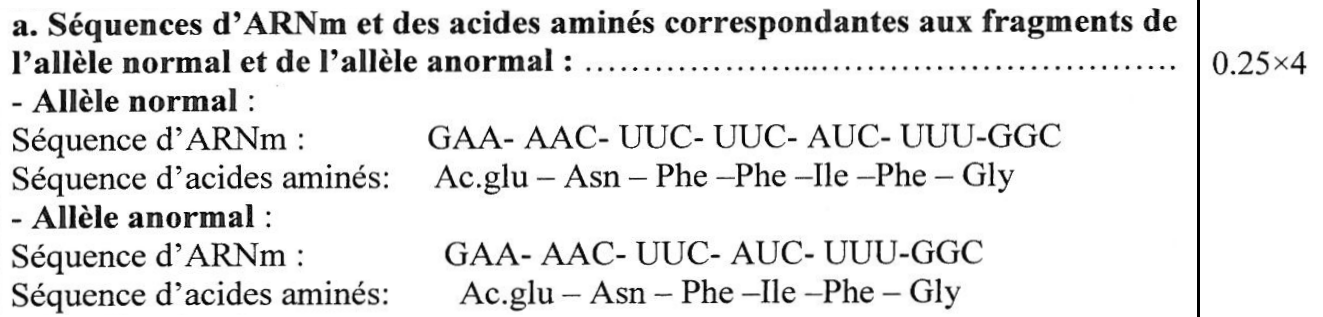 a. Séquences d'ARNm et des acides aminés correspondantes aux fragments de
l'allèle normal et de l'allèle anormal : ………………………………………………… 0.25×4
- Allèle normal :
Séquence d'ARNm : GAA- AAC- UUC- UUC- AUC- UUU-GGC
Séquence d'acides aminés: Ac.glu – Asn – Phe –Phe –Ile –Phe – Gly
- Allèle anormal :
Séquence d'ARNm : GAA- AAC- UUC- AUC- UUU-GGC
Séquence d'acides aminés: Ac.glu – Asn – Phe –Ile –Phe – Gly